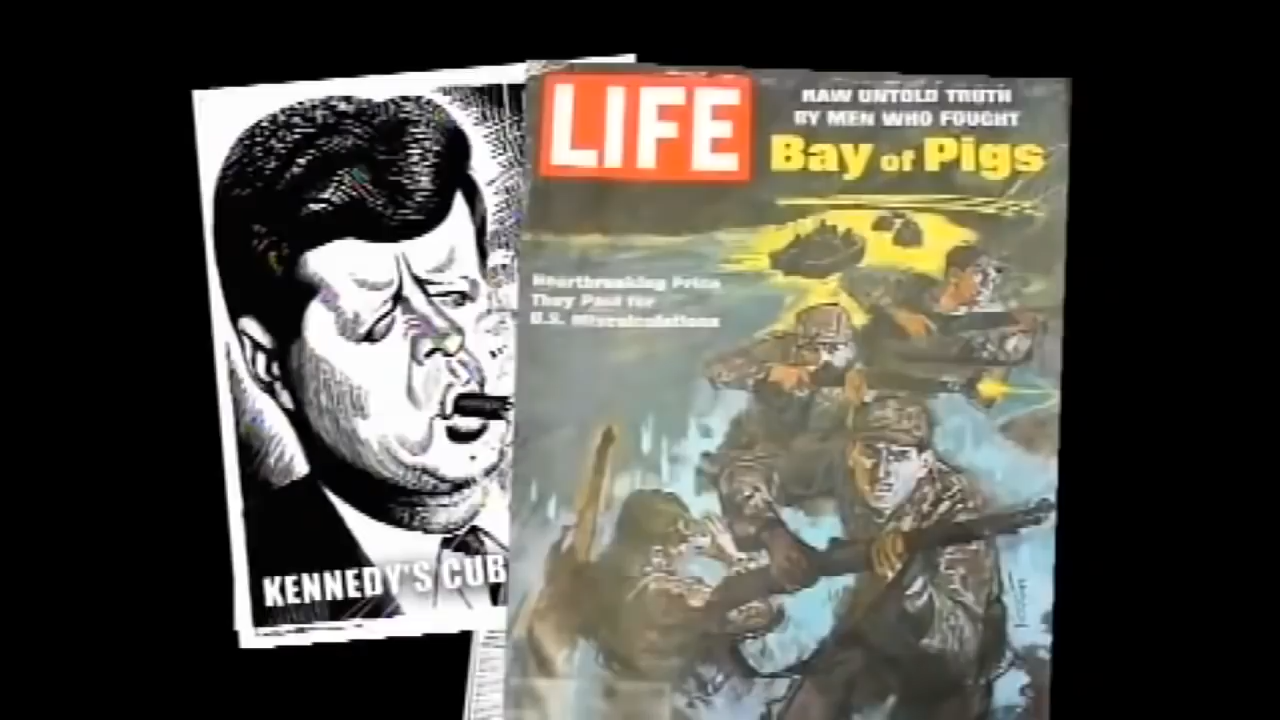 KENNEDY'S CUB
LIFE
RAW UNTOLD TRUTH
BY MEN WHO FOUGHT
Bay of Pigs
Heartbreaking Price
They Paid for
U.S. Miscalculations